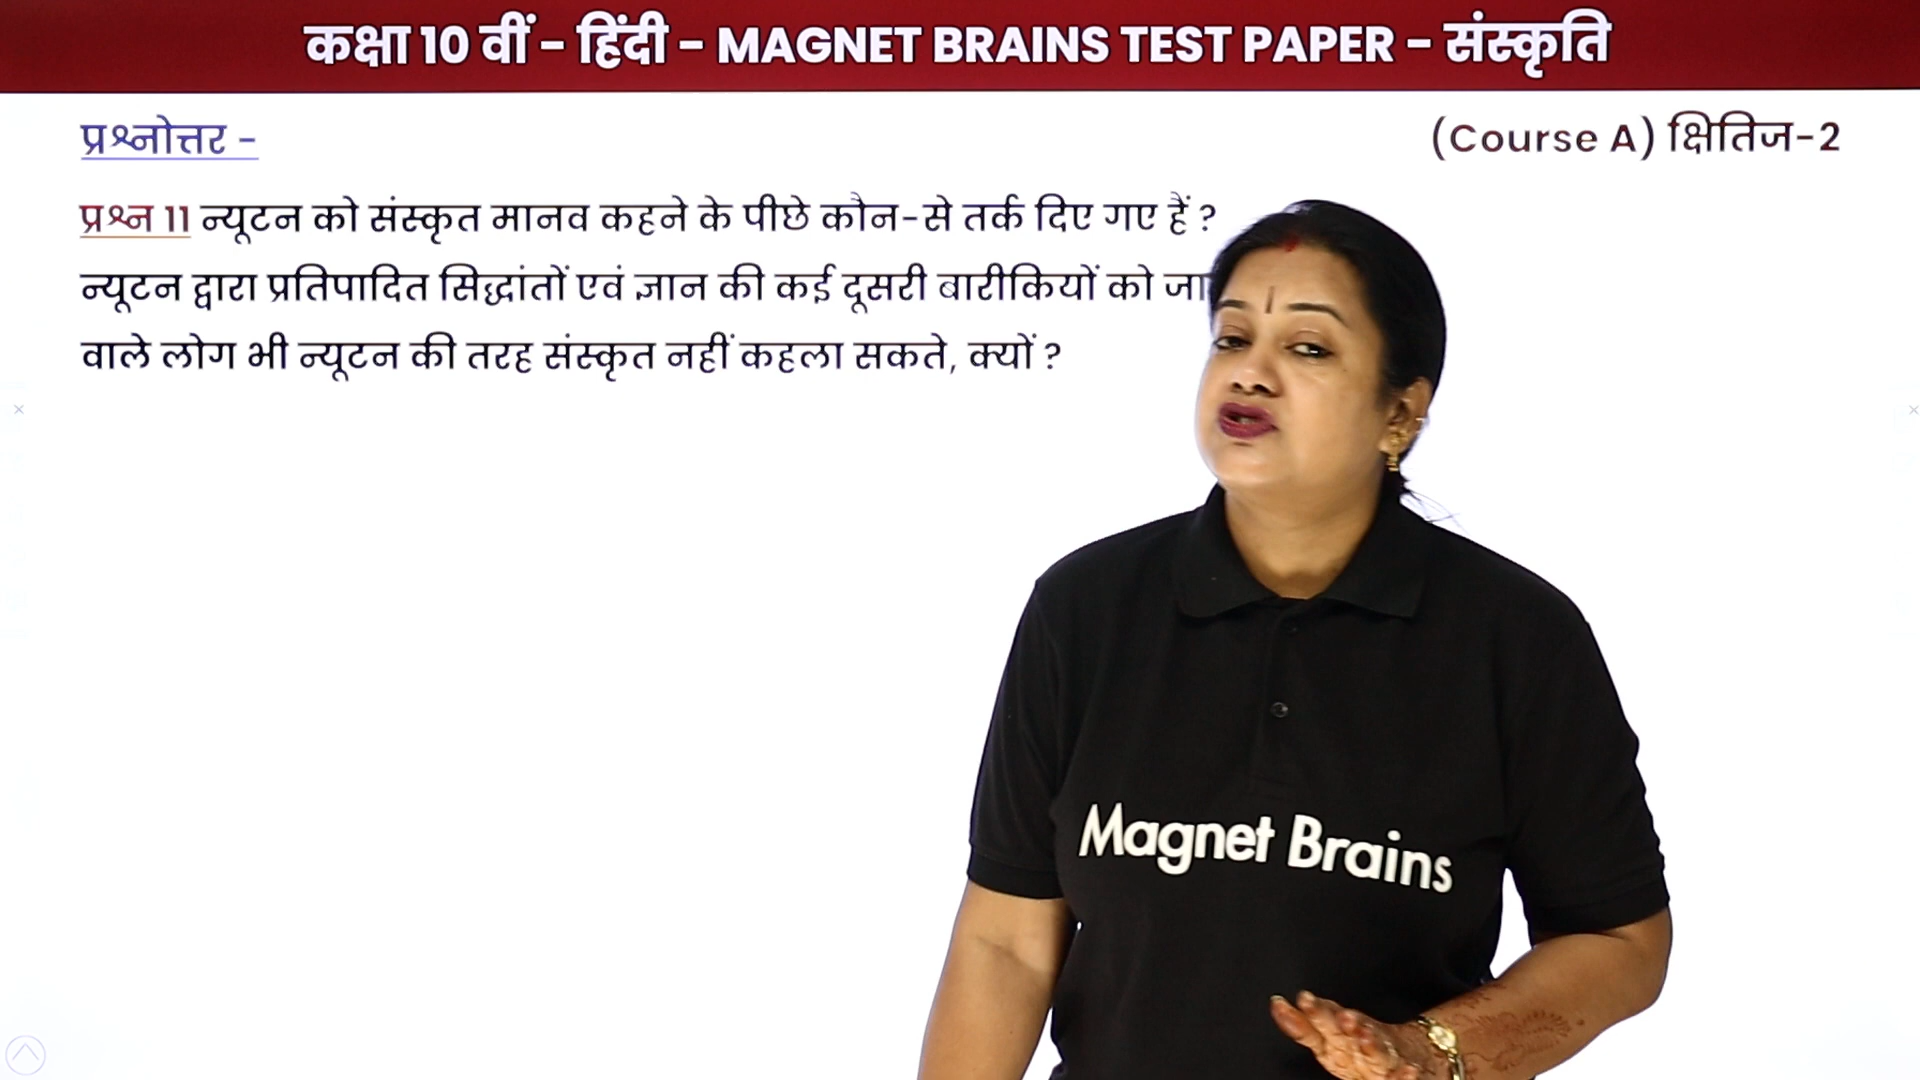 कक्षा 10 वीं - हिंदी - MAGNET BRAINS TEST PAPER - संस्कृति
प्रश्नोत्तर -
(Course A) क्षितिज-2
प्रश्न 11 न्यूटन को संस्कृत मानव कहने के पीछे कौन-से तर्क दिए गए हैं ?
न्यूटन द्वारा प्रतिपादित सिद्धांतों एवं ज्ञान की कई दूसरी बारीकियों को
वाले लोग भी न्यूटन की तरह संस्कृत नहीं कहला सकते, क्यों ?
Magnet Brains